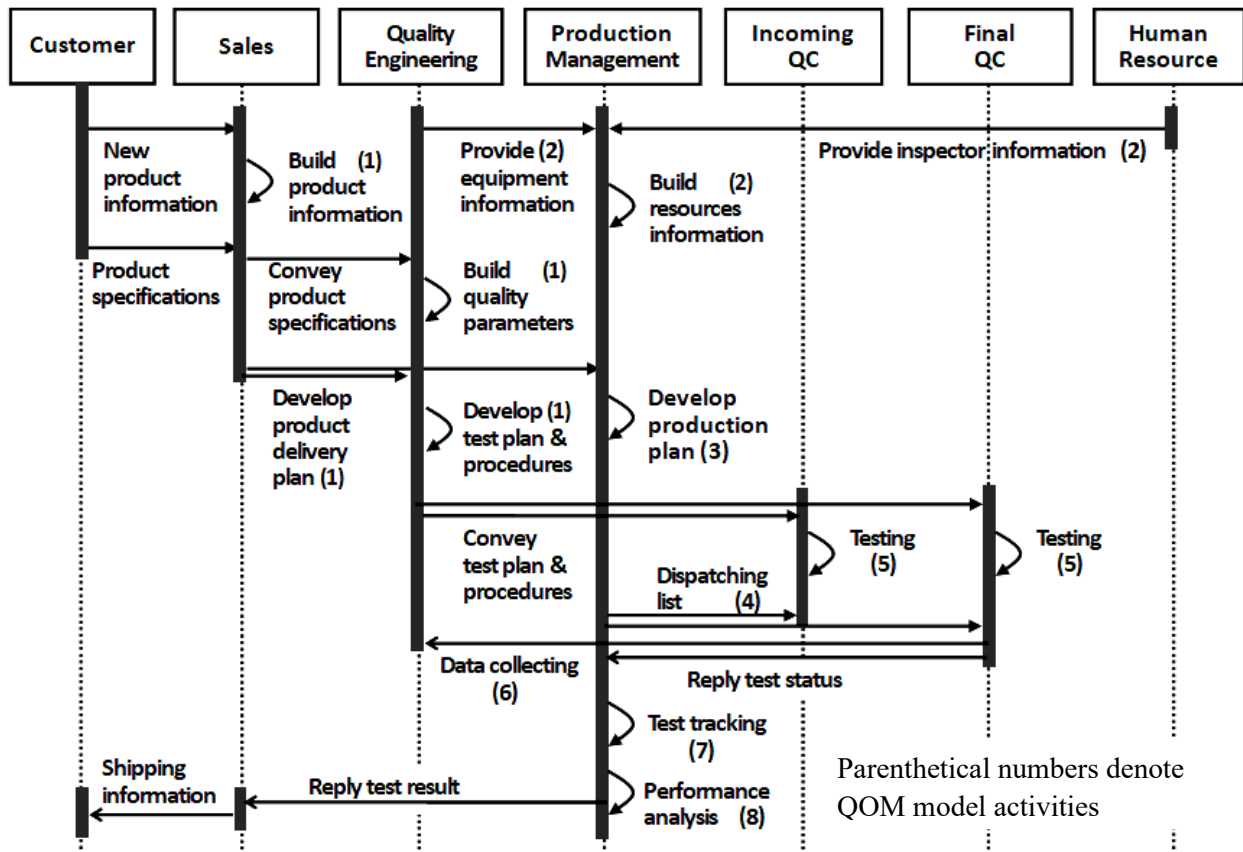 Customer
Sales
Quality
Engineering
Production
Management
Incoming
QC
Final
QC
Human
Resource
New
product
information
Build (1)
product
information
Provide (2)
equipment
information
Provide inspector information (2)
Build (2)
resources
information
Product
specifications
Convey
product
specifications
Build (1)
quality
parameters
Develop
product
delivery
plan (1)
Develop (1)
test plan &
procedures
Develop
production
plan (3)
Convey
test plan &
procedures
Testing
(5)
Testing
(5)
Dispatching
list (4)
Data collecting
(6)
Reply test status
Test tracking
(7)
Shipping
information
Reply test result
Performance
analysis (8)
Parenthetical numbers denote
QOM model activities